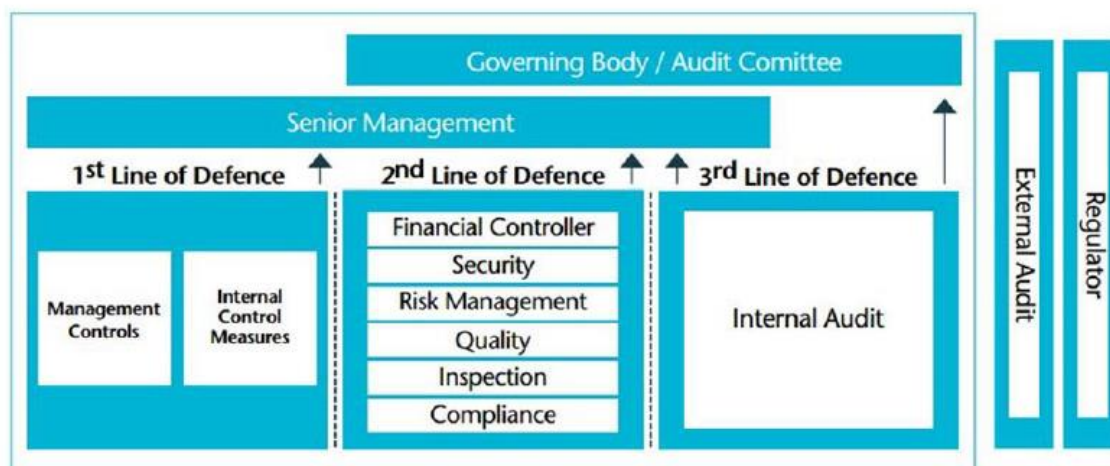 Governing Body / Audit Comittee
Senior Management
1st Line of Defence
2nd Line of Defence
3rd Line of Defence
Management
Controls
Internal
Control
Measures
Financial Controller
Security
Risk Management
Quality
Inspection
Compliance
Internal Audit
External Audit
Regulator